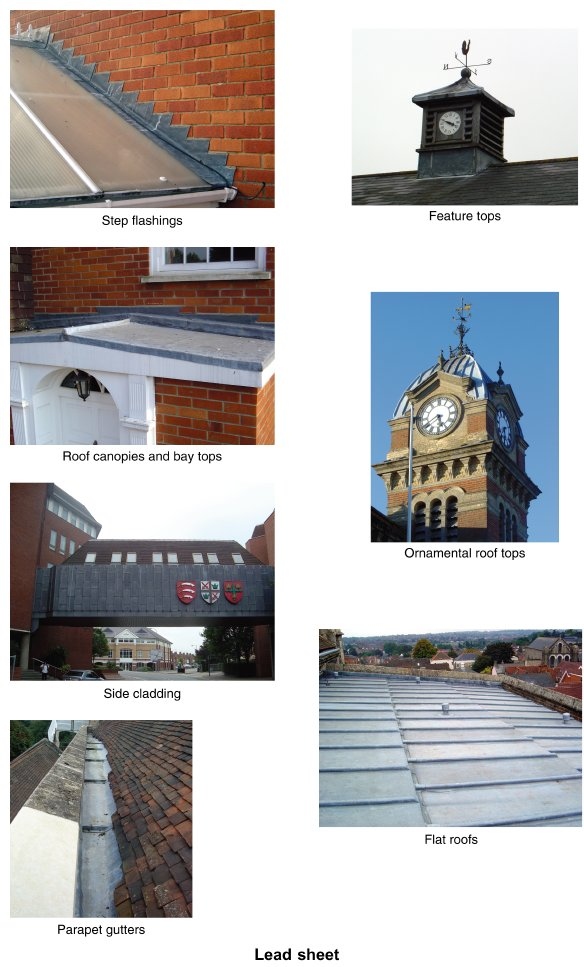 Step flashings
Feature tops
Roof canopies and bay tops
Ornamental roof tops
Side cladding
Flat roofs
Parapet gutters
Lead sheet